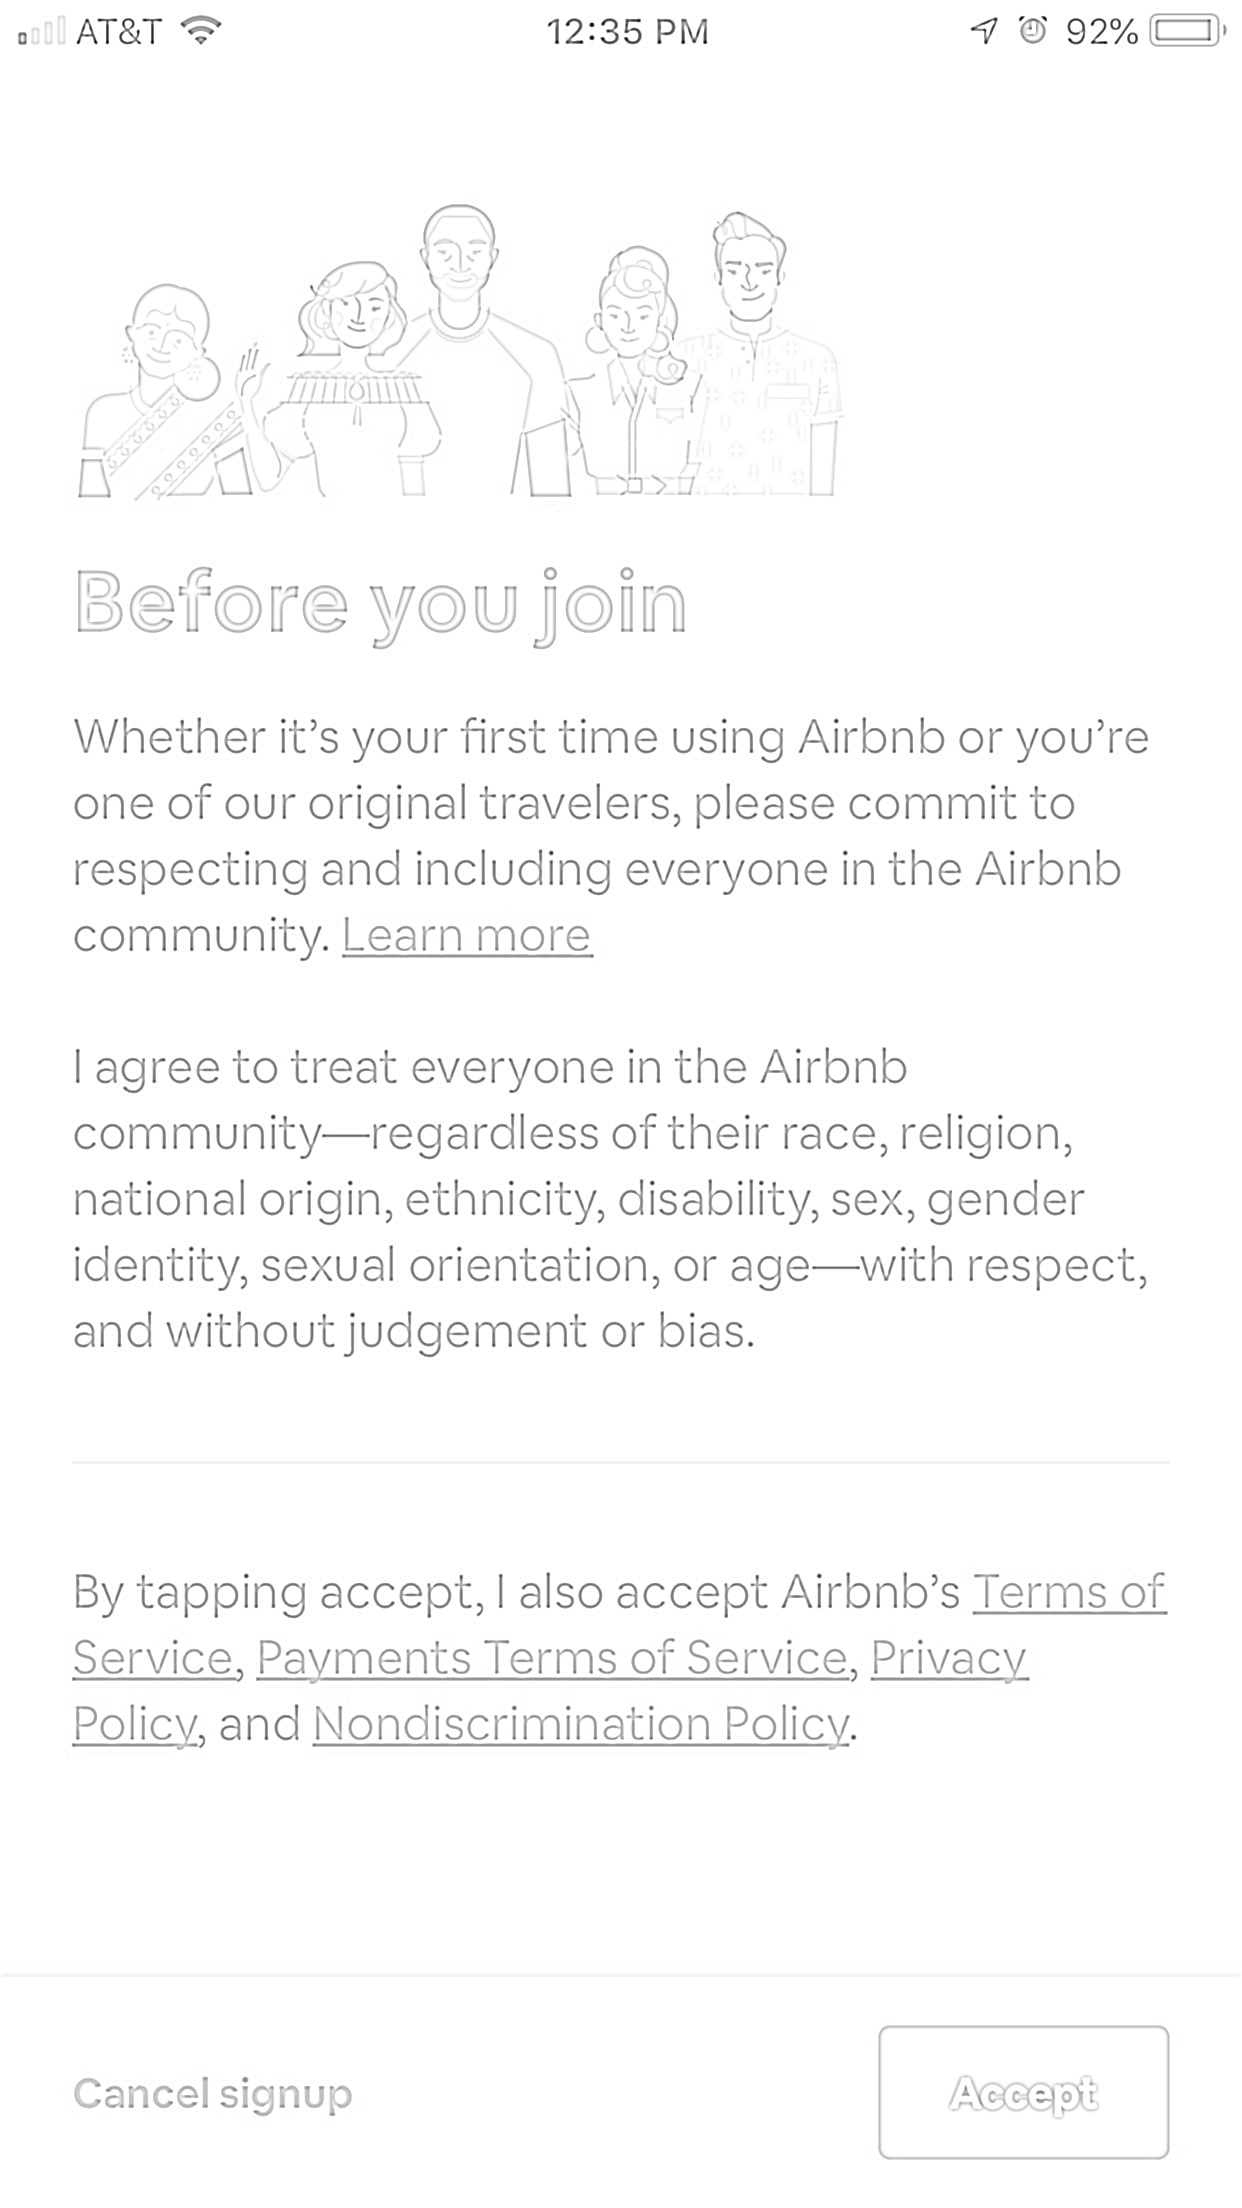 AT&T 12:35 PM 92%
Before you join
Whether it’s your first time using Airbnb or you’re
one of our original travelers, please commit to
respecting and including everyone in the Airbnb
community. Learn more
I agree to treat everyone in the Airbnb
community—regardless of their race, religion,
national origin, ethnicity, disability, sex, gender
identity, sexual orientation, or age—with respect,
and without judgement or bias.
By tapping accept, I also accept Airbnb’s Terms of
Service, Payments Terms of Service, Privacy
Policy, and Nondiscrimination Policy.
Cancel signup Accept